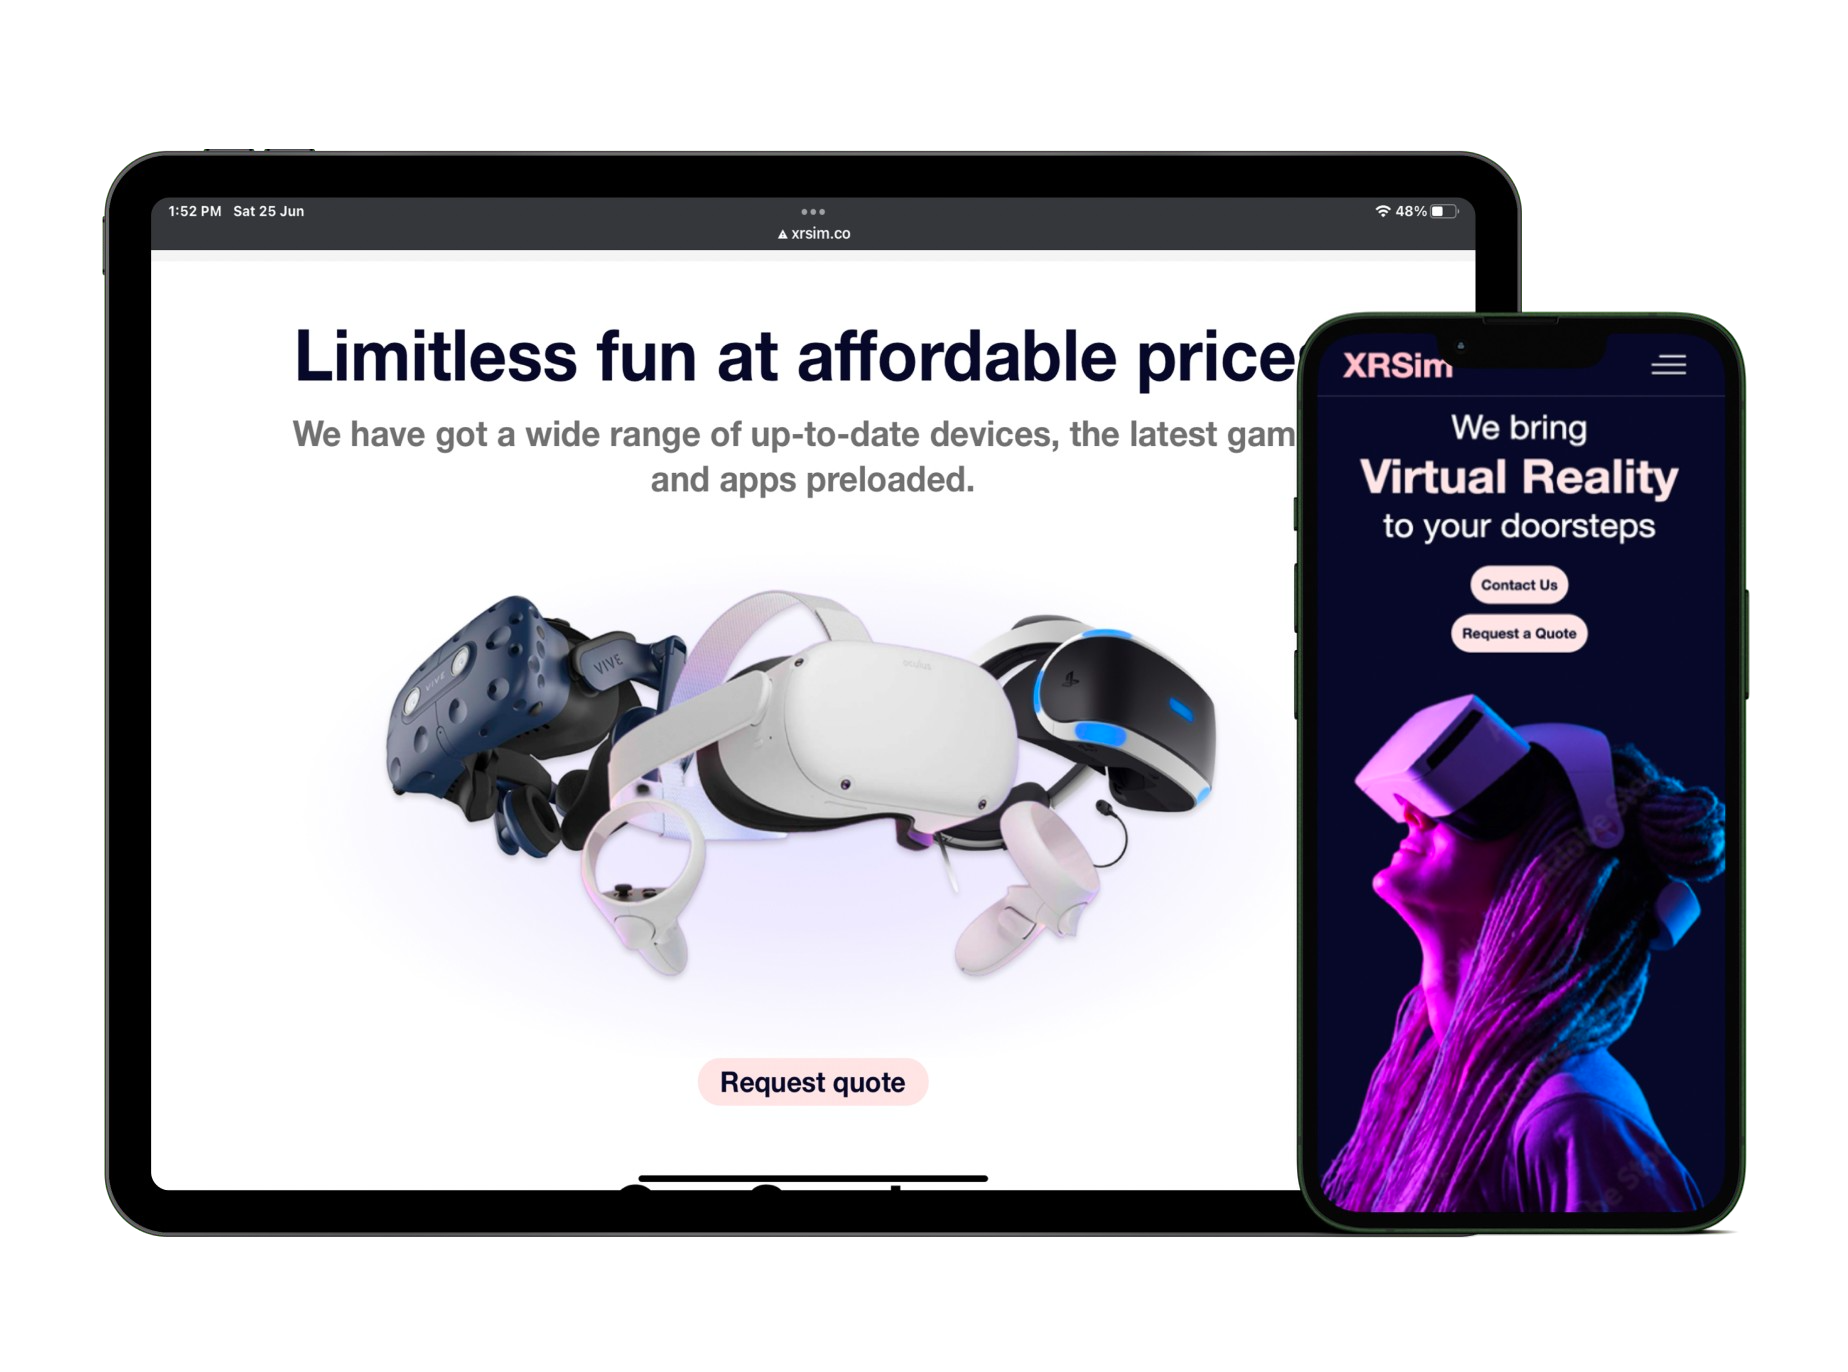 1:52 PM Sat 25 Jun
48%
xrsim.co
Limitless fun at affordable prices
We have got a wide range of up-to-date devices, the latest gam
and apps preloaded.
VIVE
VIVE
oculus
Request quote
XRSim
We bring
Virtual Reality
to your doorsteps
Contact Us
Request a Quote